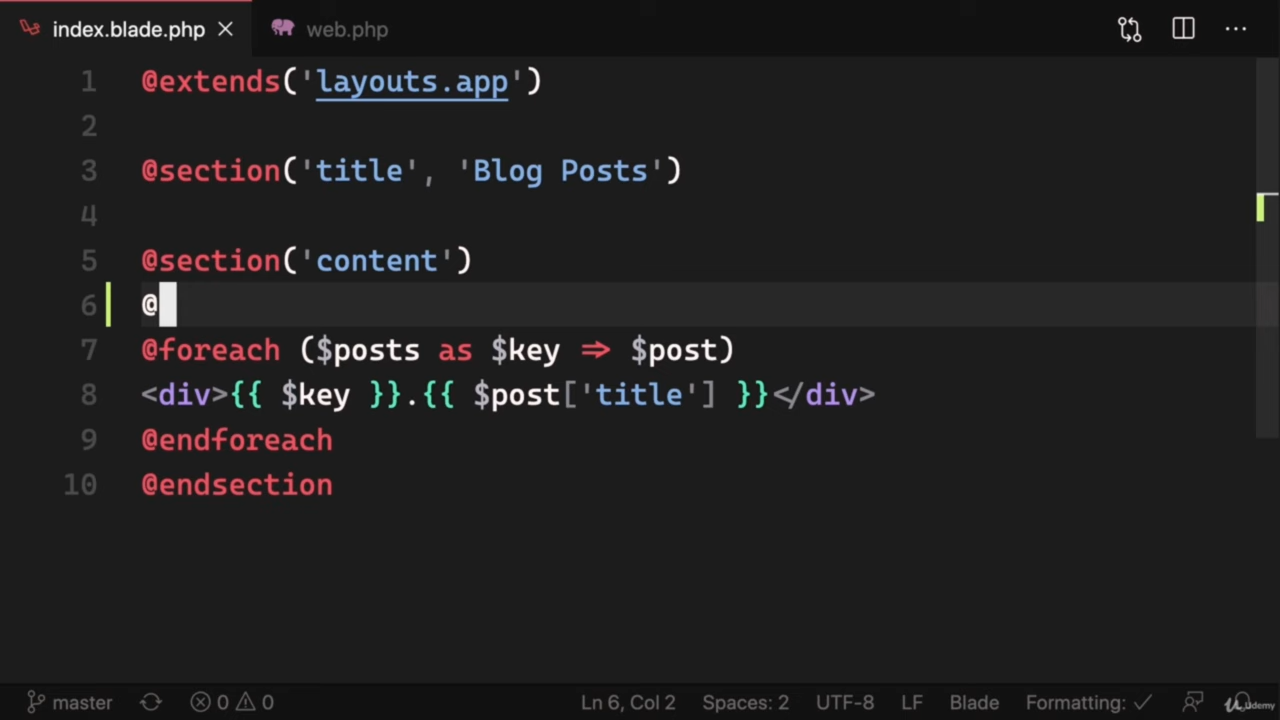 index.blade.php
web.php
1 @extends('layouts.app')
2
3 @section('title', 'Blog Posts')
4
5 @section('content')
6 @
7 @foreach ($posts as $key => $post)
8 <div>{{ $key }}.{{ $post['title'] }}</div>
9 @endforeach
10 @endsection
master 0 0 Ln 6, Col 2 Spaces: 2 UTF-8 LF Blade Formatting: ✓
Udemy